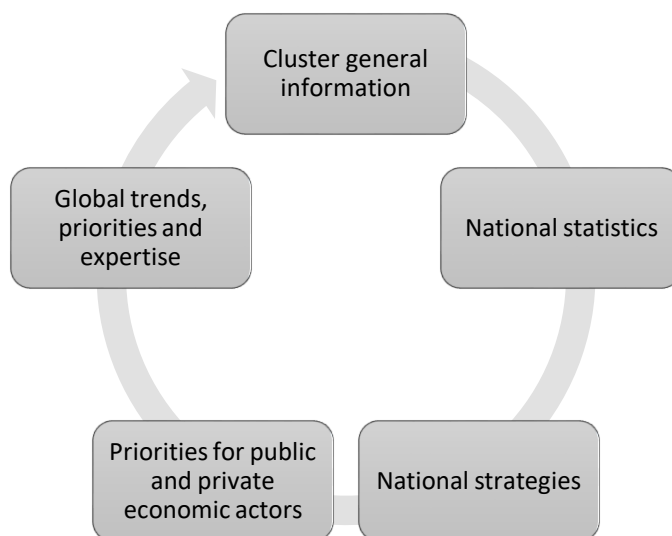 Cluster general
information
National statistics
National strategies
Priorities for public
and private
economic actors
Global trends,
priorities and
expertise